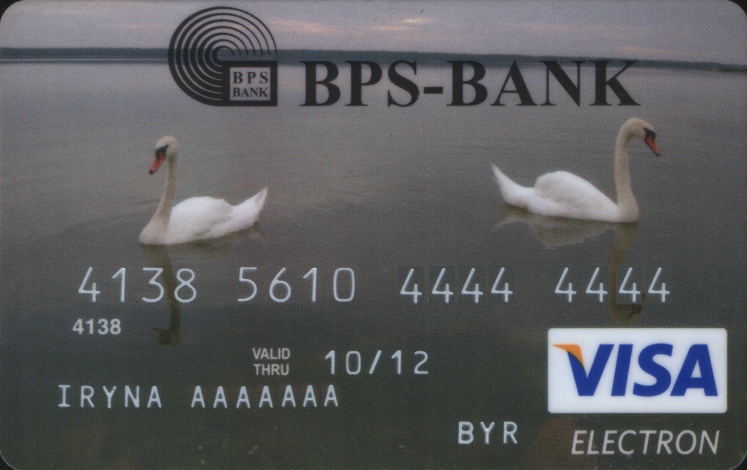 BPS
BANK
BPS-BANK
4138 5610 4444 4444
4138
VALID
THRU
10/12
IRYNA AAAAAAA
VISA
BYR
ELECTRON